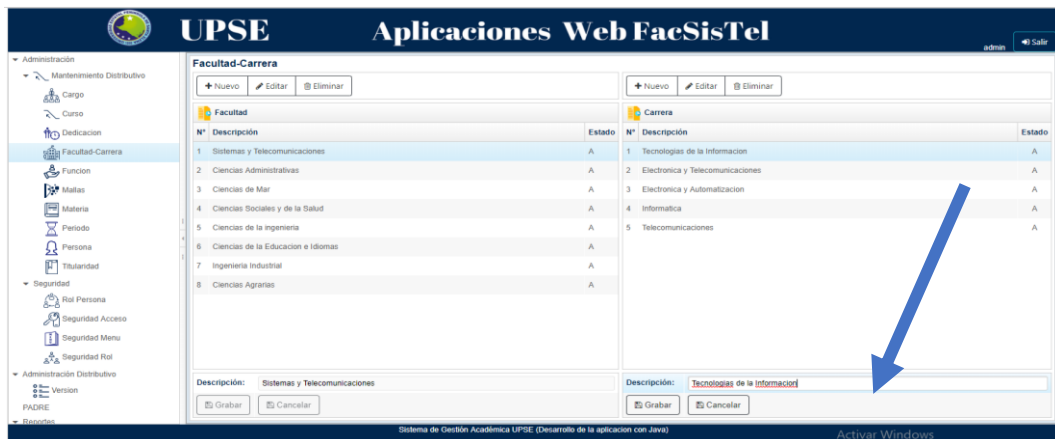 UPSE
Aplicaciones Web FacSisTel
admin
Salir
Administración
Mantenimiento Distributivo
Cargo
Curso
Dedicacion
Facultad-Carrera
Funcion
Mallas
Materia
Periodo
Persona
Titularidad
Seguridad
Rol Persona
Seguridad Acceso
Seguridad Menu
Seguridad Rol
Administración Distributivo
Version
PADRE
Reportes
Facultad-Carrera
Nuevo Editar Eliminar
Facultad
Nº Descripción Estado
1 Sistemas y Telecomunicaciones A
2 Ciencias Administrativas A
3 Ciencias de Mar A
4 Ciencias Sociales y de la Salud A
5 Ciencias de la ingenieria A
6 Ciencias de la Educacion e Idiomas A
7 Ingenieria Industrial A
8 Ciencias Agrarias A
Descripción: Sistemas y Telecomunicaciones
Grabar Cancelar
Nuevo Editar Eliminar
Carrera
Nº Descripción Estado
1 Tecnologias de la Informacion A
2 Electronica y Telecomunicaciones A
3 Electronica y Automatizacion A
4 Informatica A
5 Telecomunicaciones A
Descripción: Tecnologias de la Informacion
Grabar Cancelar
Sistema de Gestión Académica UPSE (Desarrollo de la aplicacion con Java)
Activar Windows